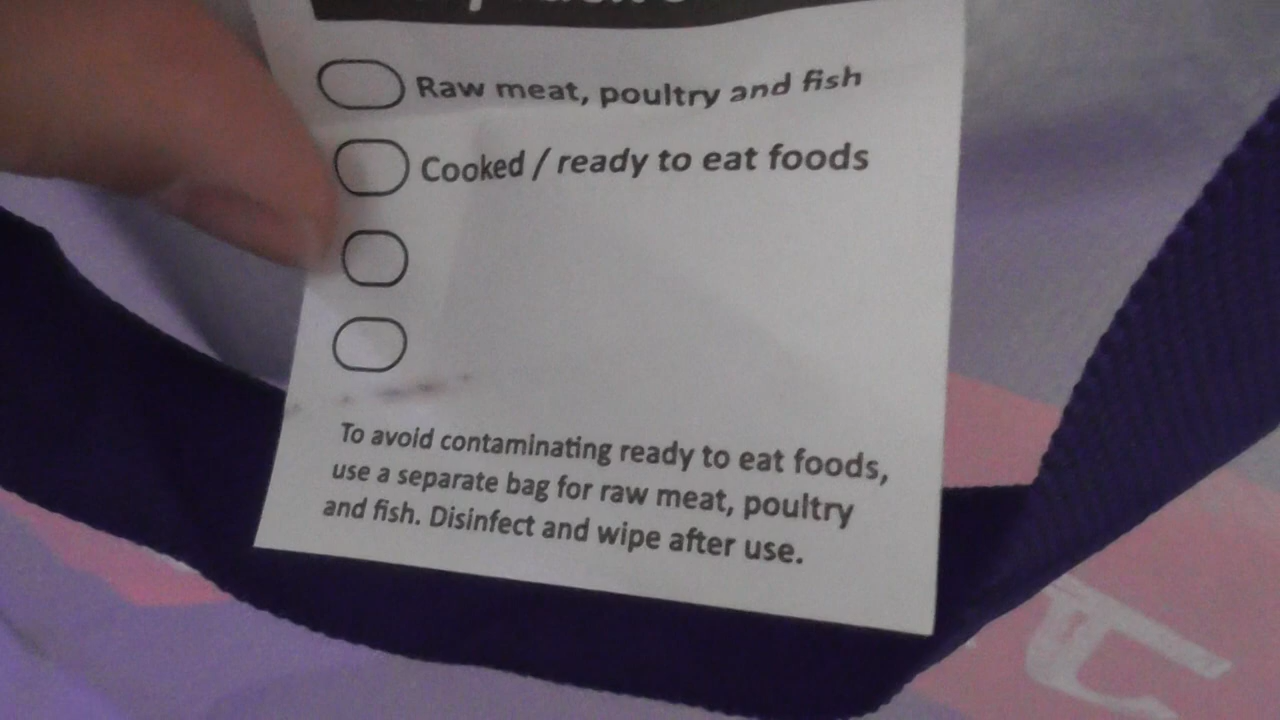 Raw meat, poultry and fish
Cooked / ready to eat foods
To avoid contaminating ready to eat foods,
use a separate bag for raw meat, poultry
and fish. Disinfect and wipe after use.